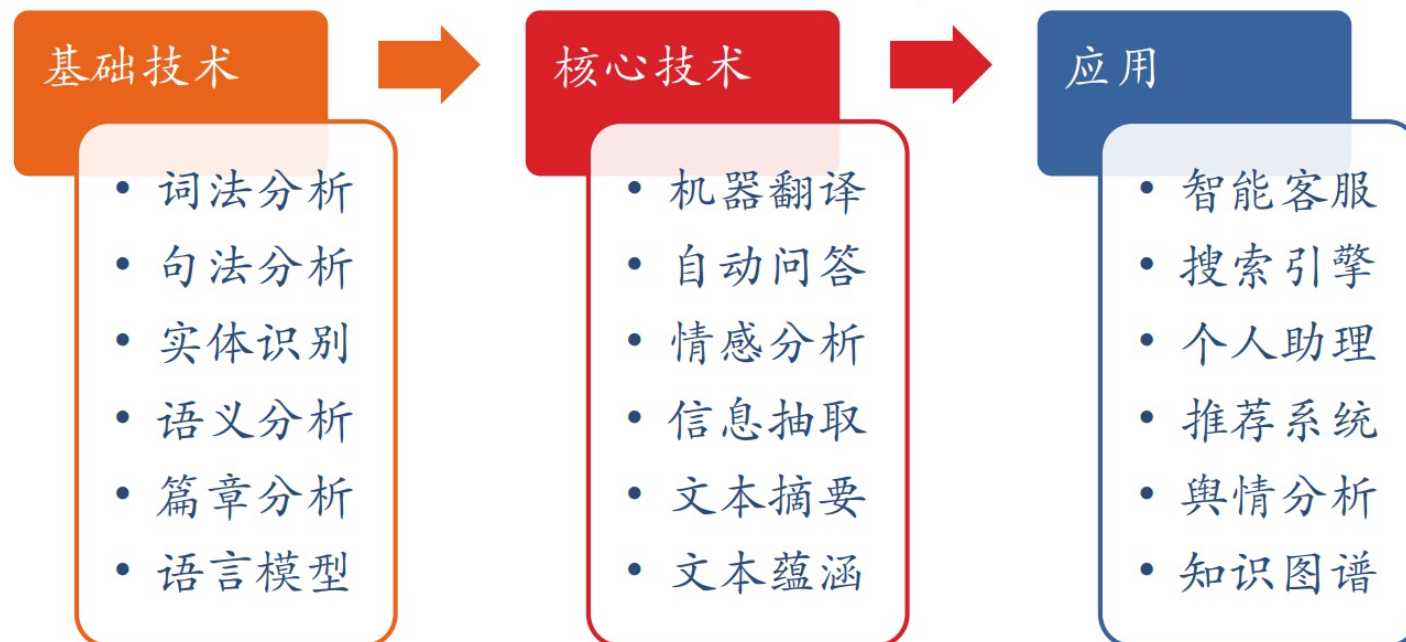 基础技术
• 词法分析
• 句法分析
• 实体识别
• 语义分析
• 篇章分析
• 语言模型
核心技术
• 机器翻译
• 自动问答
• 情感分析
• 信息抽取
• 文本摘要
• 文本蕴涵
应用
• 智能客服
• 搜索引擎
• 个人助理
• 推荐系统
• 舆情分析
• 知识图谱